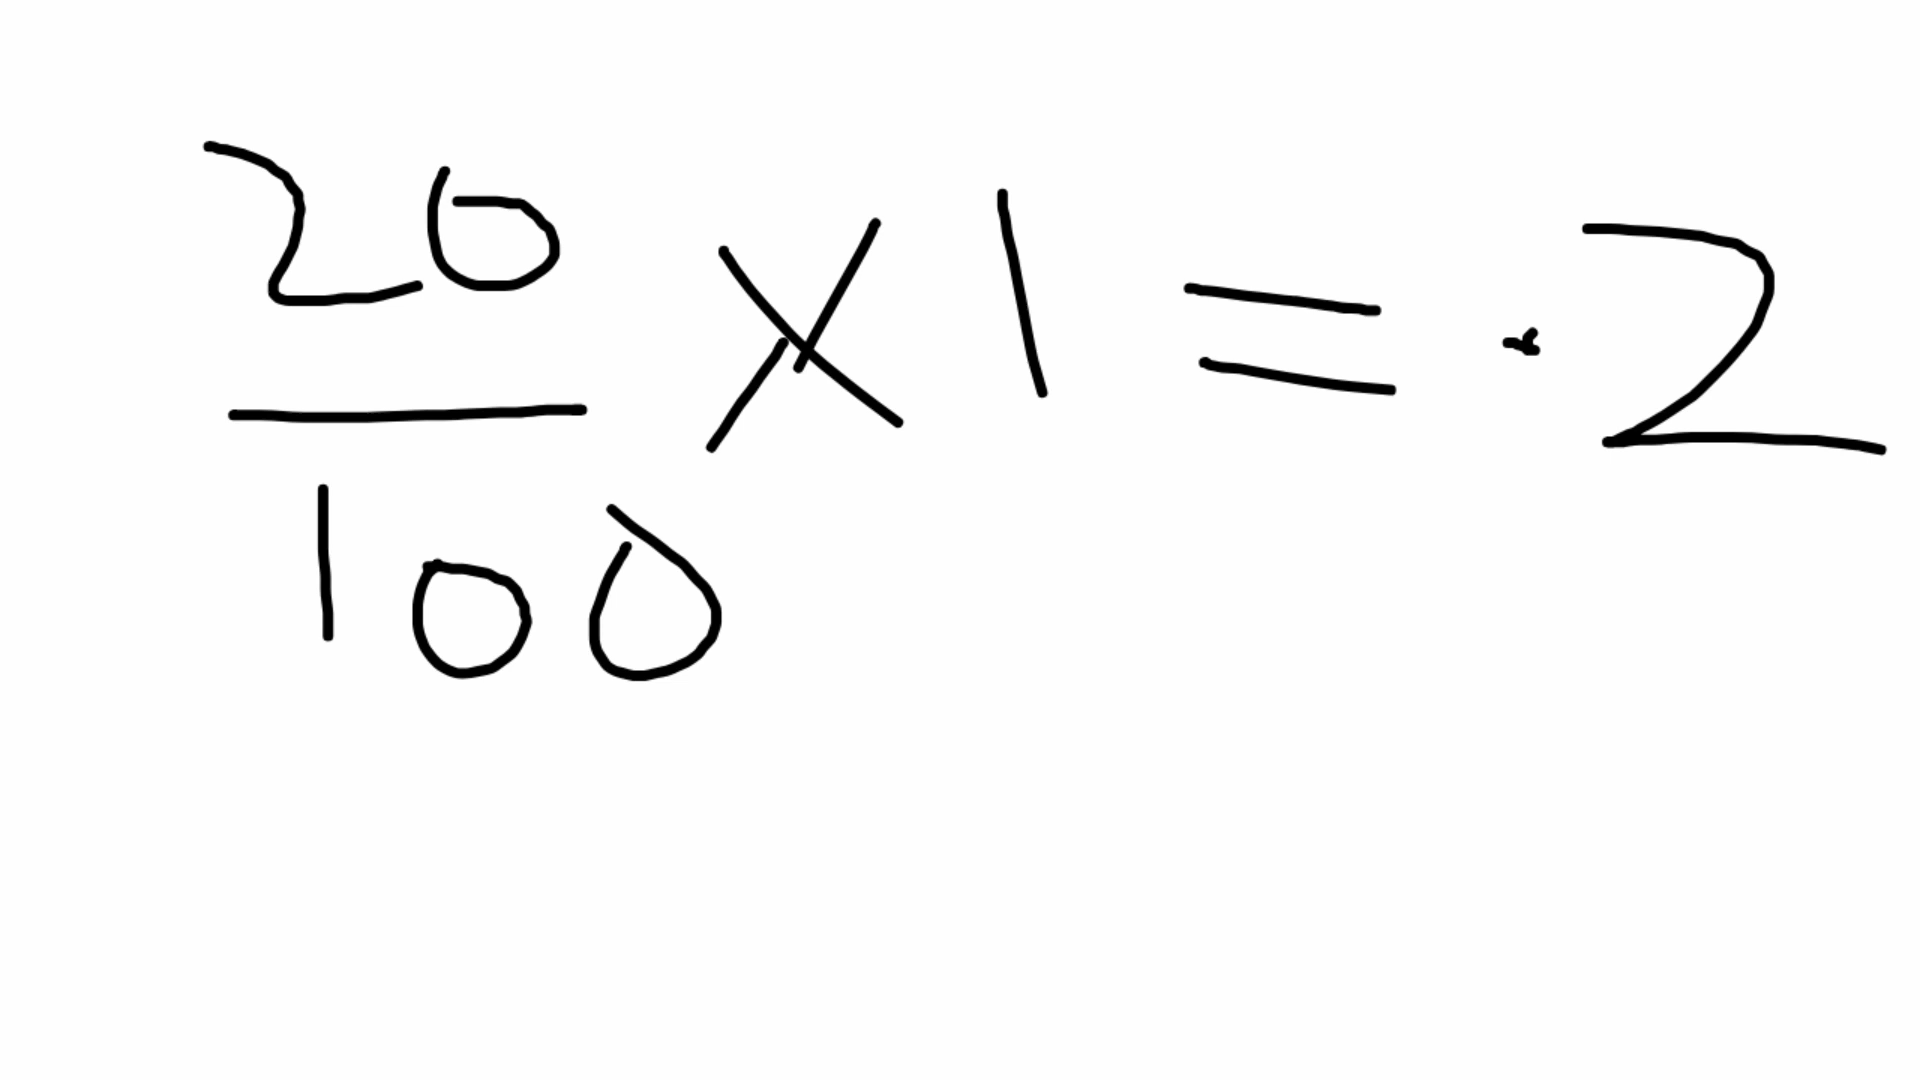 20
— × 1 = .2
100